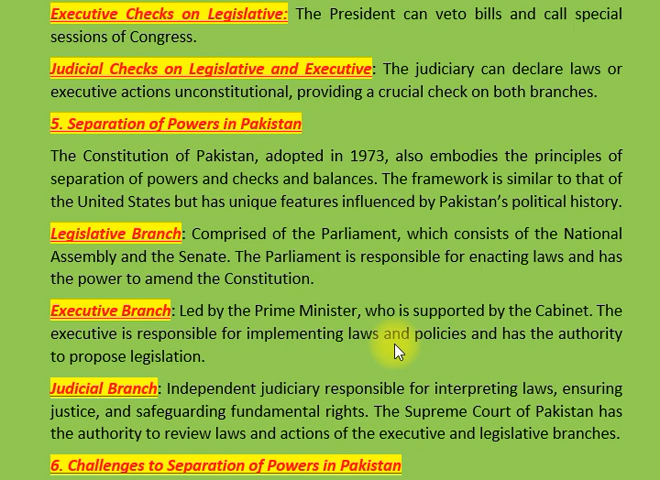 Executive Checks on Legislative: The President can veto bills and call special
sessions of Congress.
Judicial Checks on Legislative and Executive: The judiciary can declare laws or
executive actions unconstitutional, providing a crucial check on both branches.
5. Separation of Powers in Pakistan
The Constitution of Pakistan, adopted in 1973, also embodies the principles of
separation of powers and checks and balances. The framework is similar to that of
the United States but has unique features influenced by Pakistan’s political history.
Legislative Branch: Comprised of the Parliament, which consists of the National
Assembly and the Senate. The Parliament is responsible for enacting laws and has
the power to amend the Constitution.
Executive Branch: Led by the Prime Minister, who is supported by the Cabinet. The
executive is responsible for implementing laws and policies and has the authority
to propose legislation.
Judicial Branch: Independent judiciary responsible for interpreting laws, ensuring
justice, and safeguarding fundamental rights. The Supreme Court of Pakistan has
the authority to review laws and actions of the executive and legislative branches.
6. Challenges to Separation of Powers in Pakistan